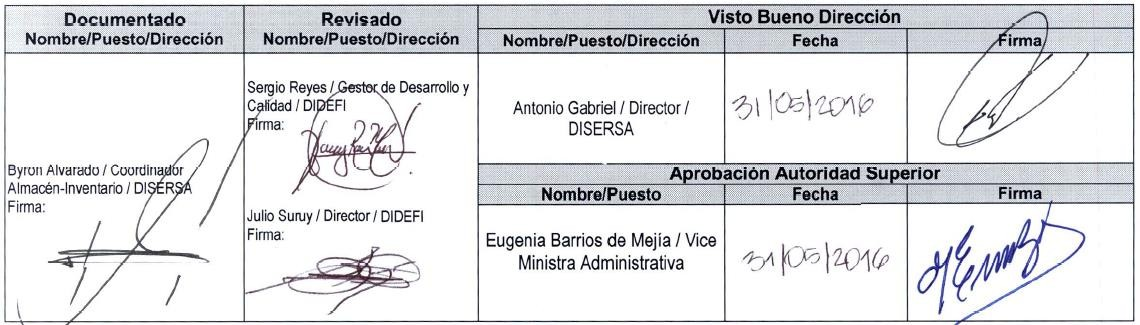 Documentado
Nombre/Puesto/Dirección
Byron Alvarado / Coordinador
Almacén-Inventario / DISERSA
Firma:
Revisado
Nombre/Puesto/Dirección
Sergio Reyes / Gestor de Desarrollo y
Calidad / DIDEFI
Firma:
Julio Suruy / Director / DIDEFI
Firma:
Visto Bueno Dirección
Nombre/Puesto/Dirección Fecha Firma
Antonio Gabriel / Director /
DISERSA
31/05/2016
Aprobación Autoridad Superior
Nombre/Puesto Fecha Firma
Eugenia Barrios de Mejía / Vice
Ministra Administrativa
31/05/2016